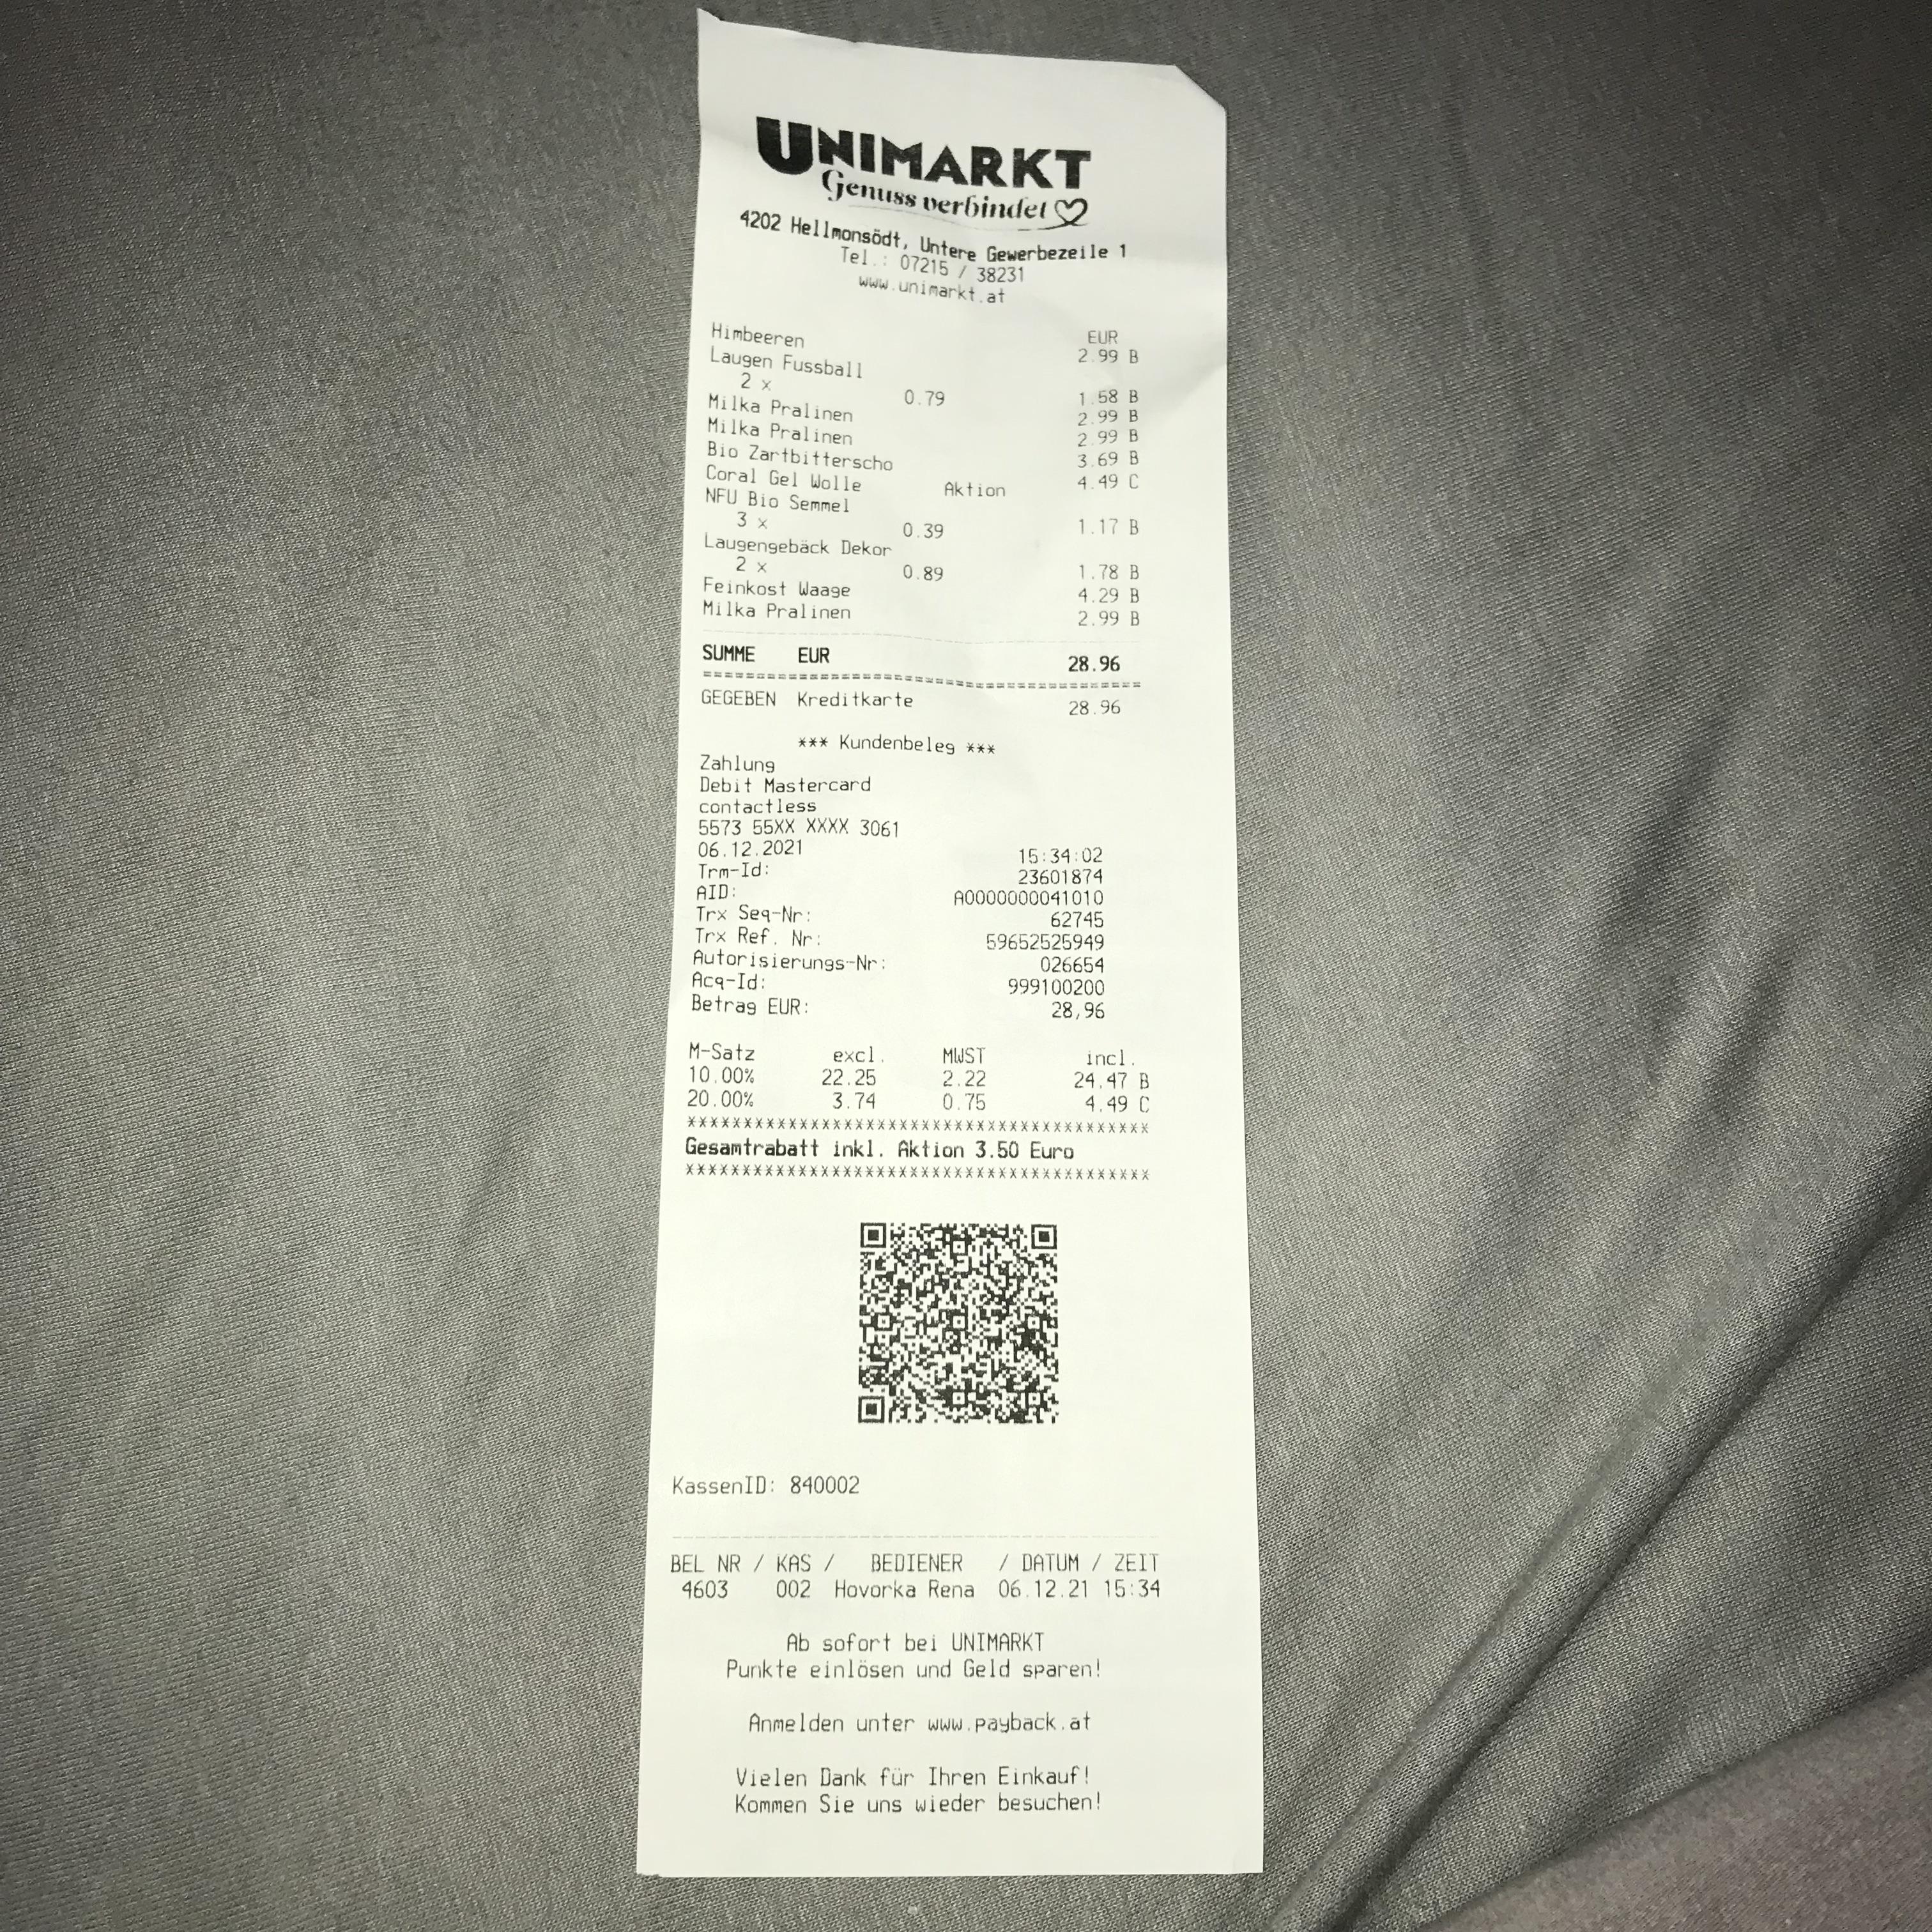 UNIMARKT
Genuss verbindet
4202 Hellmonsödt, Untere Gewerbezeile 1
Tel.: 07215 / 38231
www.unimarkt.at
EUR
Himbeeren 2.99 B
Laugen Fussball
2 x 0.79 1.58 B
Milka Pralinen 2.99 B
Milka Pralinen 2.99 B
Bio Zartbitterscho 3.69 B
Coral Gel Wolle Aktion 4.49 C
NFU Bio Semmel
3 x 0.39 1.17 B
Laugengebäck Dekor
2 x 0.89 1.78 B
Feinkost Waage 4.29 B
Milka Pralinen 2.99 B
SUMME EUR 28.96
============================================
GEGEBEN Kreditkarte 28.96
*** Kundenbeleg ***
Zahlung
Debit Mastercard
contactless
5573 55XX XXXX 3061
06.12.2021 15:34:02
Trm-Id: 23601874
AID: A0000000041010
Trx Seq-Nr: 62745
Trx Ref. Nr: 59652525949
Autorisierungs-Nr: 026654
Acq-Id: 999100200
Betrag EUR: 28,96
M-Satz excl. MWST incl.
10.00% 22.25 2.22 24.47 B
20.00% 3.74 0.75 4.49 C
******************************************
Gesamtrabatt inkl. Aktion 3.50 Euro
******************************************
KassenID: 840002
BEL NR / KAS / BEDIENER / DATUM / ZEIT
4603 002 Hovorka Rena 06.12.21 15:34
Ab sofort bei UNIMARKT
Punkte einlösen und Geld sparen!
Anmelden unter www.payback.at
Vielen Dank für Ihren Einkauf!
Kommen Sie uns wieder besuchen!